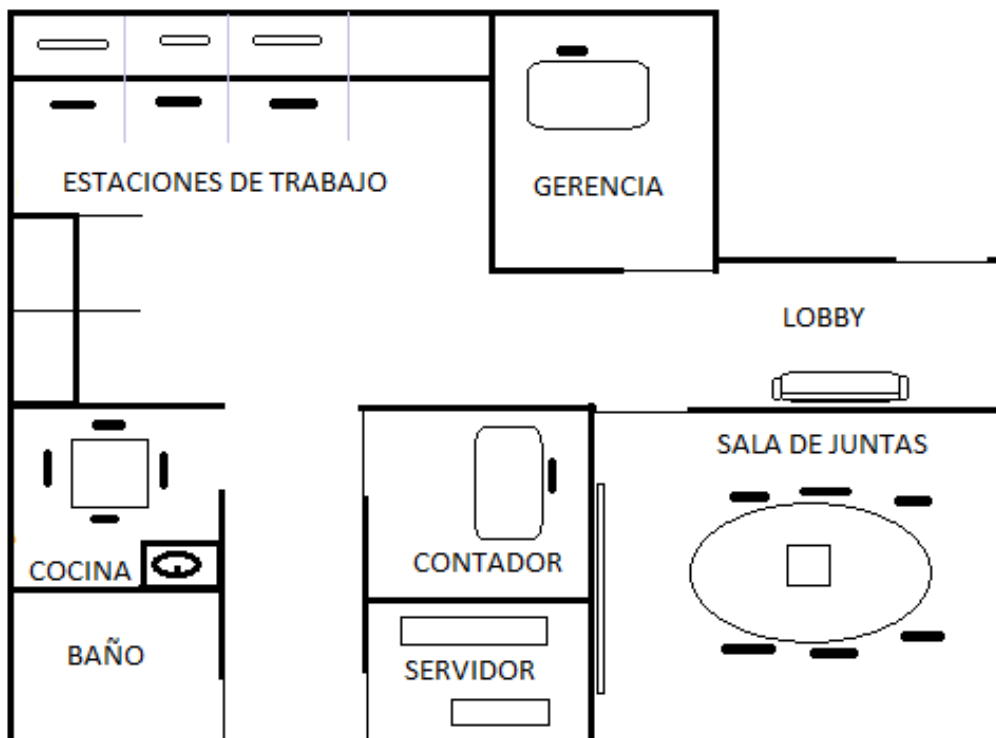 ESTACIONES DE TRABAJO
GERENCIA
LOBBY
SALA DE JUNTAS
COCINA
CONTADOR
BAÑO
SERVIDOR